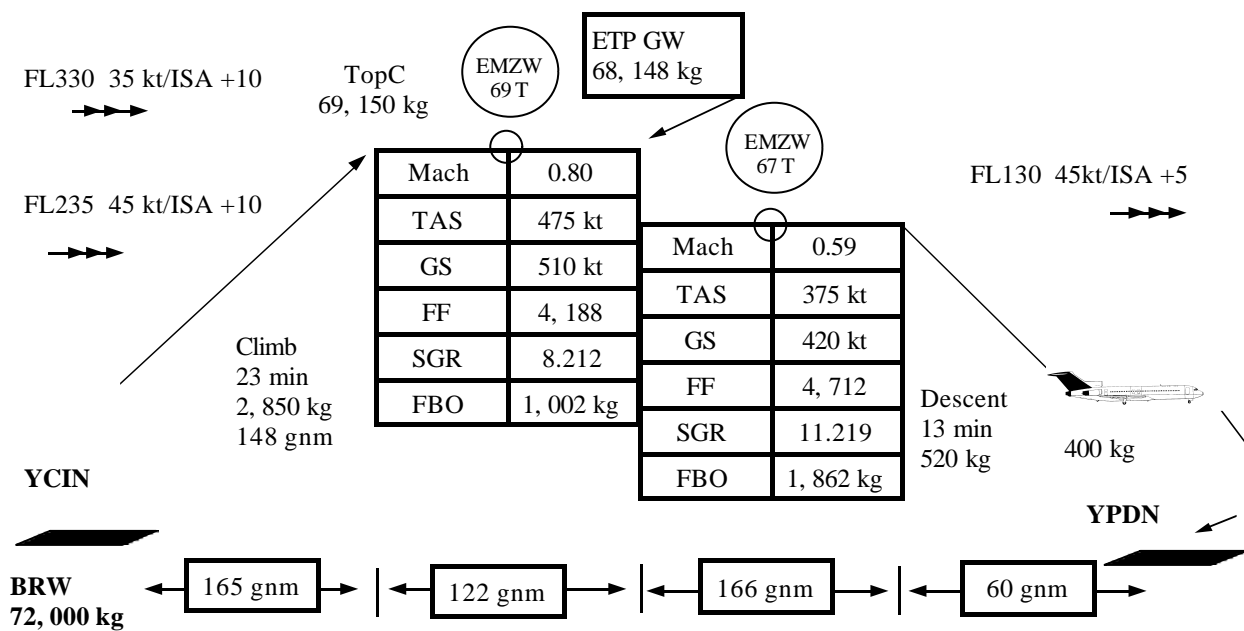 FL330 35 kt/ISA +10
TopC
69, 150 kg
EMZW
69 T
ETP GW
68, 148 kg
EMZW
67 T
FL130 45kt/ISA +5
FL235 45 kt/ISA +10
Mach 0.80
TAS 475 kt
GS 510 kt
FF 4, 188
SGR 8.212
FBO 1, 002 kg
Mach 0.59
TAS 375 kt
GS 420 kt
FF 4, 712
SGR 11.219
FBO 1, 862 kg
Climb
23 min
2, 850 kg
148 gnm
Descent
13 min
520 kg
400 kg
YCIN
YPDN
BRW
72, 000 kg
165 gnm
122 gnm
166 gnm
60 gnm